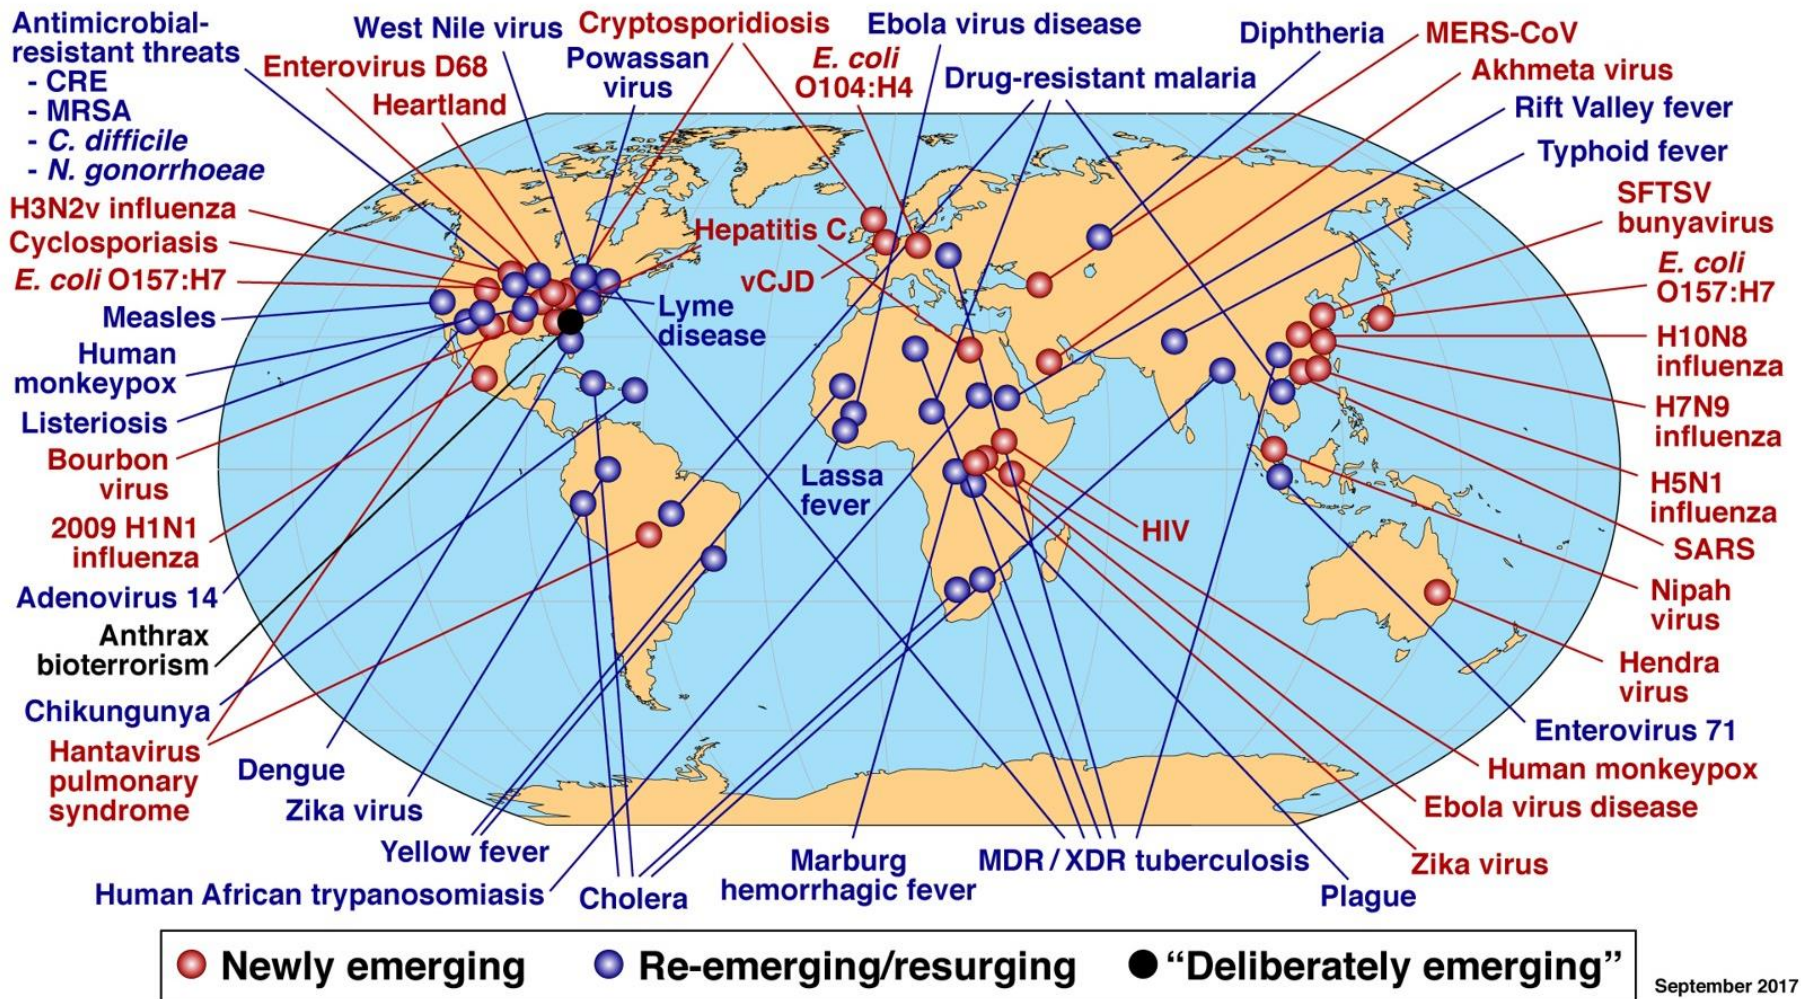 Antimicrobial-
resistant threats
- CRE
- MRSA
- C. difficile
- N. gonorrhoeae
West Nile virus
Cryptosporidiosis
Ebola virus disease
Diphtheria
MERS-CoV
Enterovirus D68
Powassan
virus
E. coli
O104:H4
Drug-resistant malaria
Akhmeta virus
Heartland
Rift Valley fever
Typhoid fever
H3N2v influenza
Cyclosporiasis
E. coli O157:H7
Measles
Human
monkeypox
Listeriosis
Bourbon
virus
2009 H1N1
influenza
Adenovirus 14
Anthrax
bioterrorism
Chikungunya
Hantavirus
pulmonary
syndrome
Hepatitis C
vCJD
Lyme
disease
Lassa
fever
HIV
SFTSV
bunyavirus
E. coli
O157:H7
H10N8
influenza
H7N9
influenza
H5N1
influenza
SARS
Nipah
virus
Hendra
virus
Enterovirus 71
Human monkeypox
Ebola virus disease
Zika virus
Dengue
Zika virus
Yellow fever
Human African trypanosomiasis
Cholera
Marburg
hemorrhagic fever
MDR / XDR tuberculosis
Plague
Newly emerging
Re-emerging/resurging
“Deliberately emerging”
September 2017